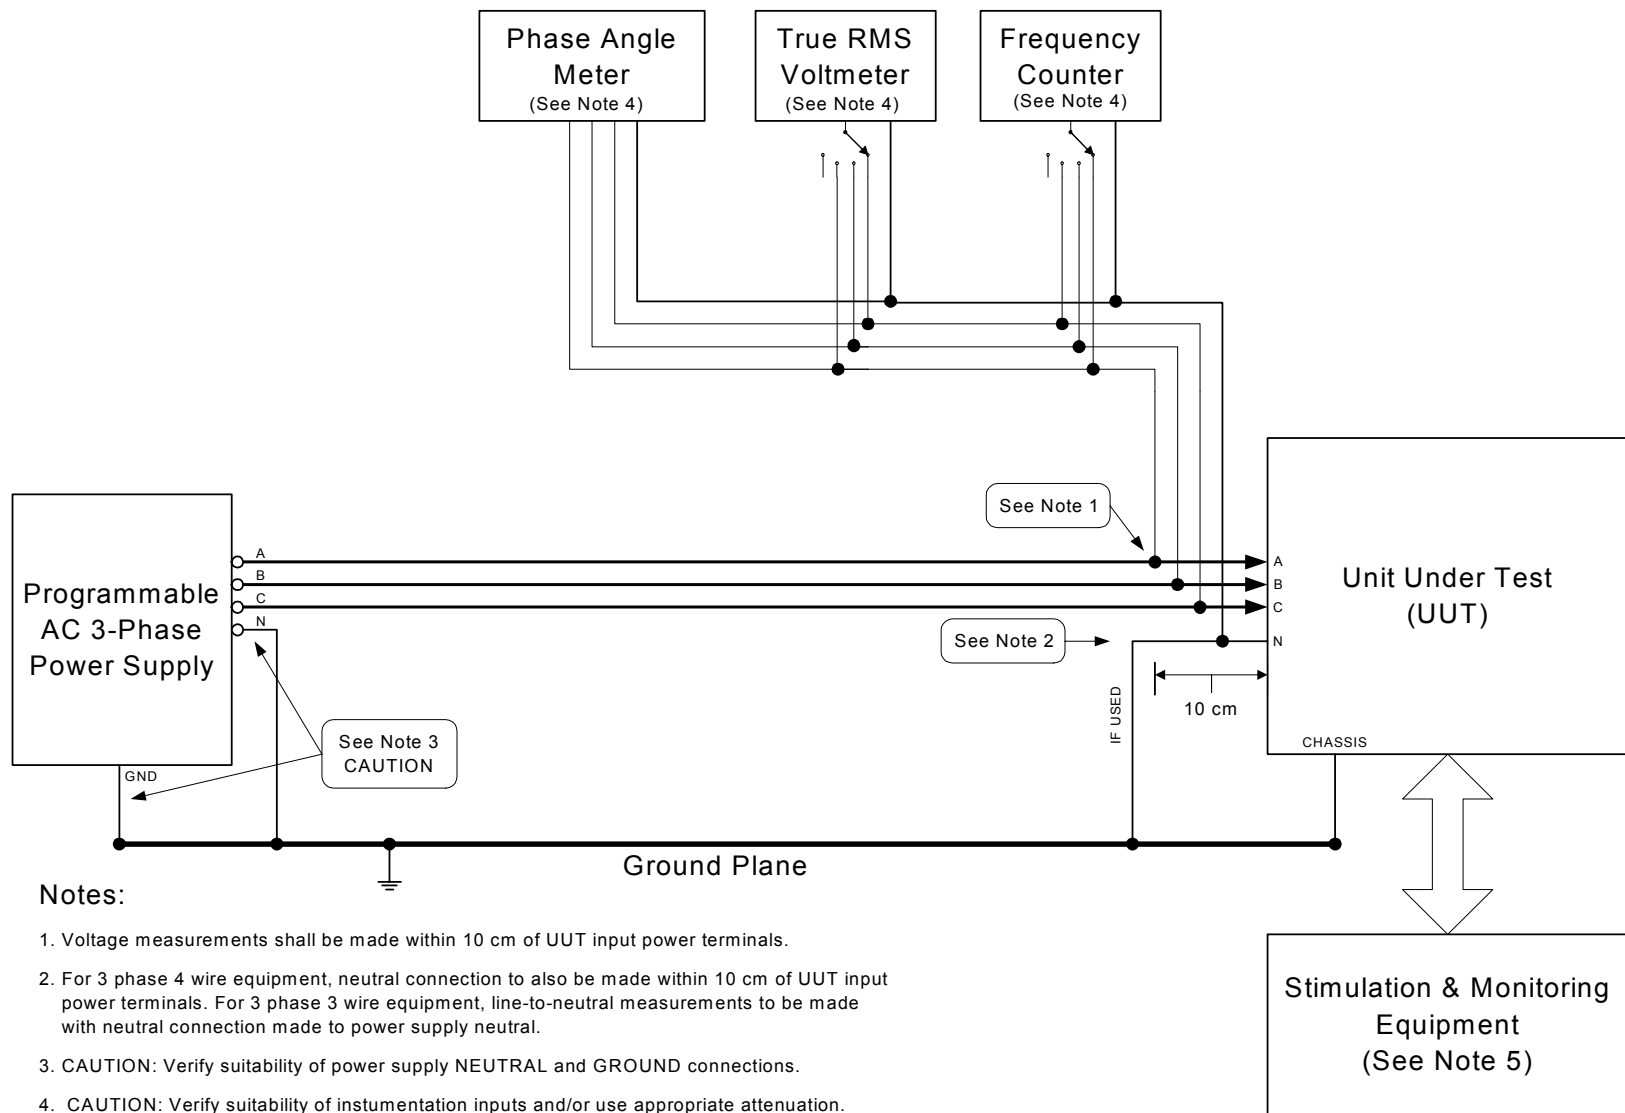 Phase Angle
Meter
(See Note 4)
True RMS
Voltmeter
(See Note 4)
Frequency
Counter
(See Note 4)
See Note 1
Programmable
AC 3-Phase
Power Supply
A
B
C
N
A
B
C
N
Unit Under Test
(UUT)
See Note 2
IF USED
10 cm
See Note 3
CAUTION
CHASSIS
GND
Ground Plane
Notes:
1. Voltage measurements shall be made within 10 cm of UUT input power terminals.
2. For 3 phase 4 wire equipment, neutral connection to also be made within 10 cm of UUT input
power terminals. For 3 phase 3 wire equipment, line-to-neutral measurements to be made
with neutral connection made to power supply neutral.
3. CAUTION: Verify suitability of power supply NEUTRAL and GROUND connections.
4. CAUTION: Verify suitability of instumentation inputs and/or use appropriate attenuation.
Stimulation & Monitoring
Equipment
(See Note 5)